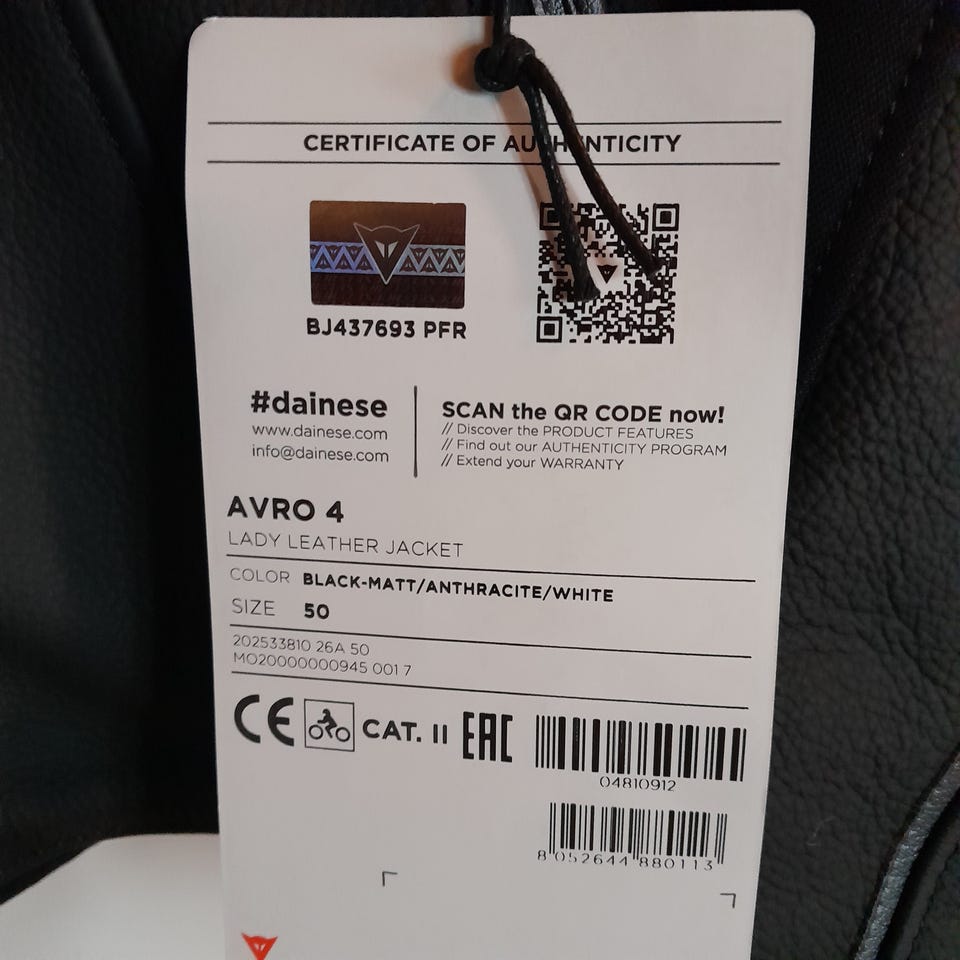 CERTIFICATE OF AUTHENTICITY
BJ437693 PFR
#dainese
www.dainese.com
info@dainese.com
SCAN the QR CODE now!
// Discover the PRODUCT FEATURES
// Find out our AUTHENTICITY PROGRAM
// Extend your WARRANTY
AVRO 4
LADY LEATHER JACKET
COLOR BLACK-MATT/ANTHRACITE/WHITE
SIZE 50
202533810 26A 50
MO20000000945 001 7
CE CAT. II EAC
04810912
8 052644 880113